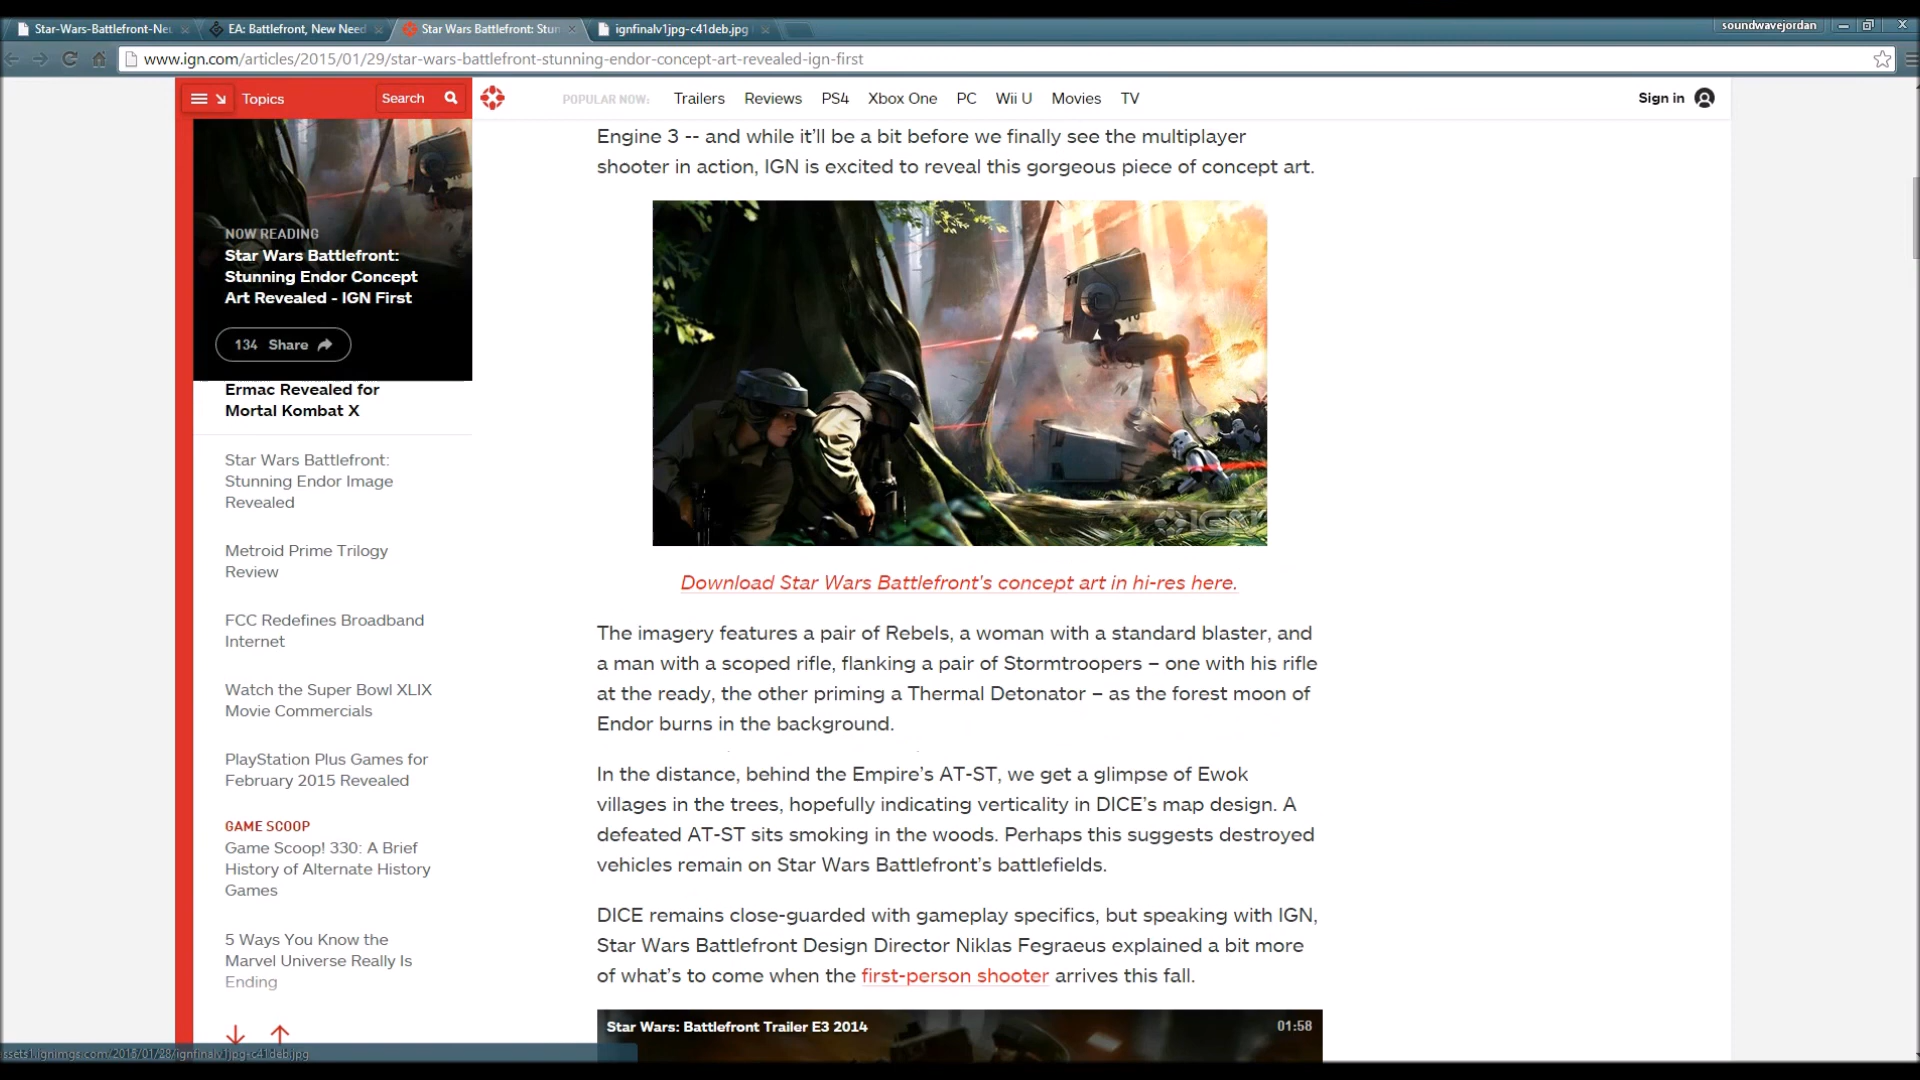 Star-Wars-Battlefront-Neu
EA: Battlefront, New Need
Star Wars Battlefront: Stun
ignfinalv1jpg-c41deb.jpg
soundwavejordan
www.ign.com/articles/2015/01/29/star-wars-battlefront-stunning-endor-concept-art-revealed-ign-first
Topics
Search
POPULAR NOW:
Trailers
Reviews
PS4
Xbox One
PC
Wii U
Movies
TV
Sign in
NOW READING
Star Wars Battlefront:
Stunning Endor Concept
Art Revealed - IGN First
134 Share
Ermac Revealed for
Mortal Kombat X
Star Wars Battlefront:
Stunning Endor Image
Revealed
Metroid Prime Trilogy
Review
FCC Redefines Broadband
Internet
Watch the Super Bowl XLIX
Movie Commercials
PlayStation Plus Games for
February 2015 Revealed
GAME SCOOP
Game Scoop! 330: A Brief
History of Alternate History
Games
5 Ways You Know the
Marvel Universe Really Is
Ending
Engine 3 -- and while it'll be a bit before we finally see the multiplayer
shooter in action, IGN is excited to reveal this gorgeous piece of concept art.
IGN
Download Star Wars Battlefront's concept art in hi-res here.
The imagery features a pair of Rebels, a woman with a standard blaster, and
a man with a scoped rifle, flanking a pair of Stormtroopers – one with his rifle
at the ready, the other priming a Thermal Detonator – as the forest moon of
Endor burns in the background.
In the distance, behind the Empire's AT-ST, we get a glimpse of Ewok
villages in the trees, hopefully indicating verticality in DICE's map design. A
defeated AT-ST sits smoking in the woods. Perhaps this suggests destroyed
vehicles remain on Star Wars Battlefront's battlefields.
DICE remains close-guarded with gameplay specifics, but speaking with IGN,
Star Wars Battlefront Design Director Niklas Fegraeus explained a bit more
of what's to come when the first-person shooter arrives this fall.
Star Wars: Battlefront Trailer E3 2014
01:58
ssets1.ignimgs.com/2015/01/28/ignfinalv1jpg-c41deb.jpg